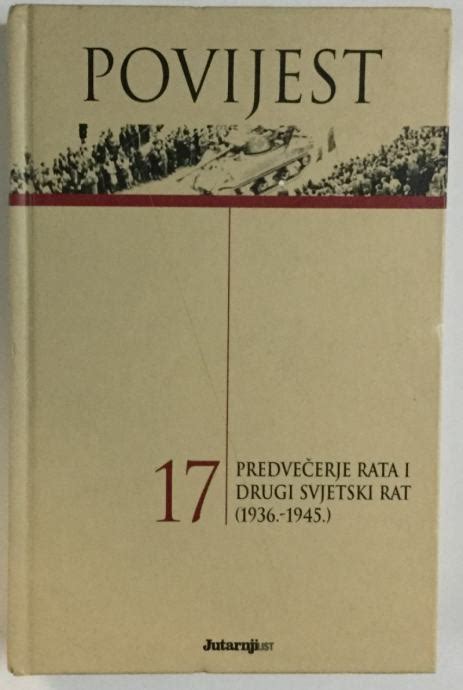 POVIJEST
17
PREDVEČERJE RATA I
DRUGI SVJETSKI RAT
(1936.-1945.)
Jutarnji LIST